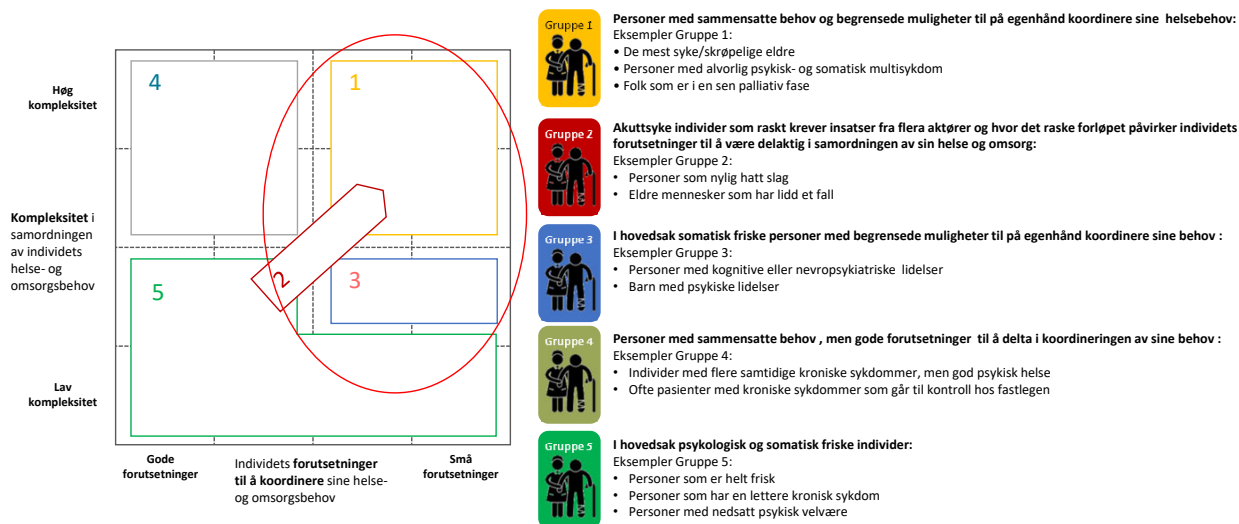 4
1
2
5
3
Høg
kompleksitet
Kompleksitet i
samordningen
av individets
helse- og
omsorgsbehov
Lav
kompleksitet
Gode
forutsetninger
Individets forutsetninger
til å koordinere sine helse-
og omsorgsbehov
Små
forutsetninger
Gruppe 1
Personer med sammensatte behov og begrensede muligheter til på egenhånd koordinere sine helsebehov:
Eksempler Gruppe 1:
• De mest syke/skrøpelige eldre
• Personer med alvorlig psykisk- og somatisk multisykdom
• Folk som er i en sen palliativ fase
Gruppe 2
Akuttsyke individer som raskt krever insatser fra flera aktører og hvor det raske forløpet påvirker individets
forutsetninger til å være delaktig i samordningen av sin helse og omsorg:
Eksempler Gruppe 2:
• Personer som nylig hatt slag
• Eldre mennesker som har lidd et fall
Gruppe 3
I hovedsak somatisk friske personer med begrensede muligheter til på egenhånd koordinere sine behov :
Eksempler Gruppe 3:
• Personer med kognitive eller nevropsykiatriske lidelser
• Barn med psykiske lidelser
Gruppe 4
Personer med sammensatte behov , men gode forutsetninger til å delta i koordineringen av sine behov :
Eksempler Gruppe 4:
• Individer med flere samtidige kroniske sykdommer, men god psykisk helse
• Ofte pasienter med kroniske sykdommer som går til kontroll hos fastlegen
Gruppe 5
I hovedsak psykologisk og somatisk friske individer:
Eksempler Gruppe 5:
• Personer som er helt frisk
• Personer som har en lettere kronisk sykdom
• Personer med nedsatt psykisk velvære